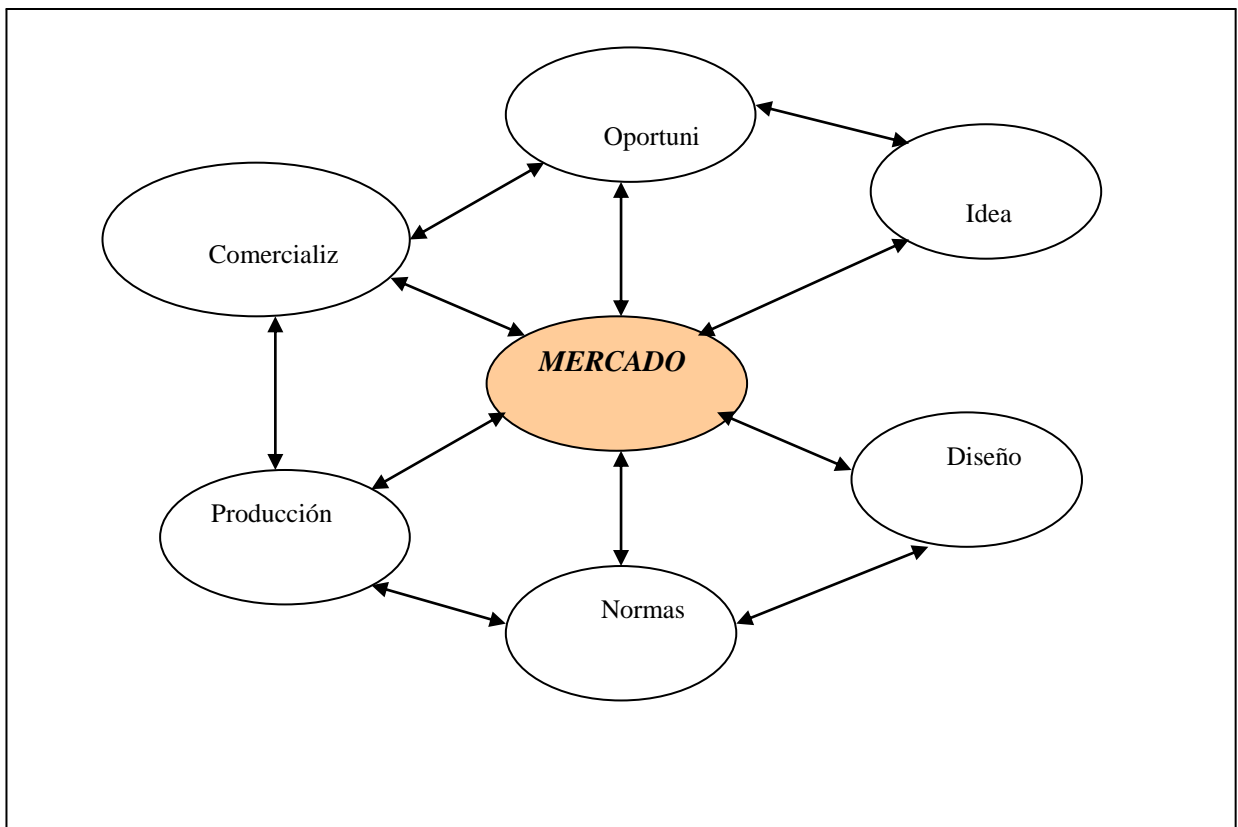 Oportuni
Idea
Comercializ
MERCADO
Diseño
Producción
Normas